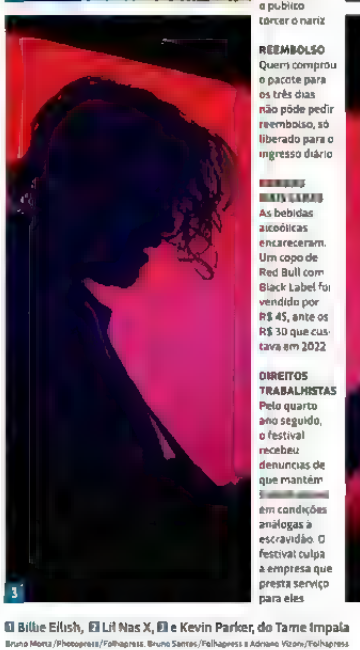 o público
torcer o nariz
REEMBOLSO
Quem comprou
o pacote para
os três dias
não pôde pedir
reembolso, só
liberado para o
ingresso diário
MAIS CARAS
As bebidas
alcoólicas
encareceram.
Um copo de
Red Bull com
Black Label foi
vendido por
R$ 45, ante os
R$ 30 que cus-
tava em 2022
DIREITOS
TRABALHISTAS
Pelo quarto
ano seguido,
o festival
recebeu
denúncias de
que mantém
em condições
análogas à
escravidão. O
festival culpa
a empresa que
presta serviço
para eles
3
1 Billie Eilish, 2 Lil Nas X, 3 e Kevin Parker, do Tame Impala
Bruno Morta/Photopress/Folhapress, Bruno Santos/Folhapress e Adriano Vizoni/Folhapress